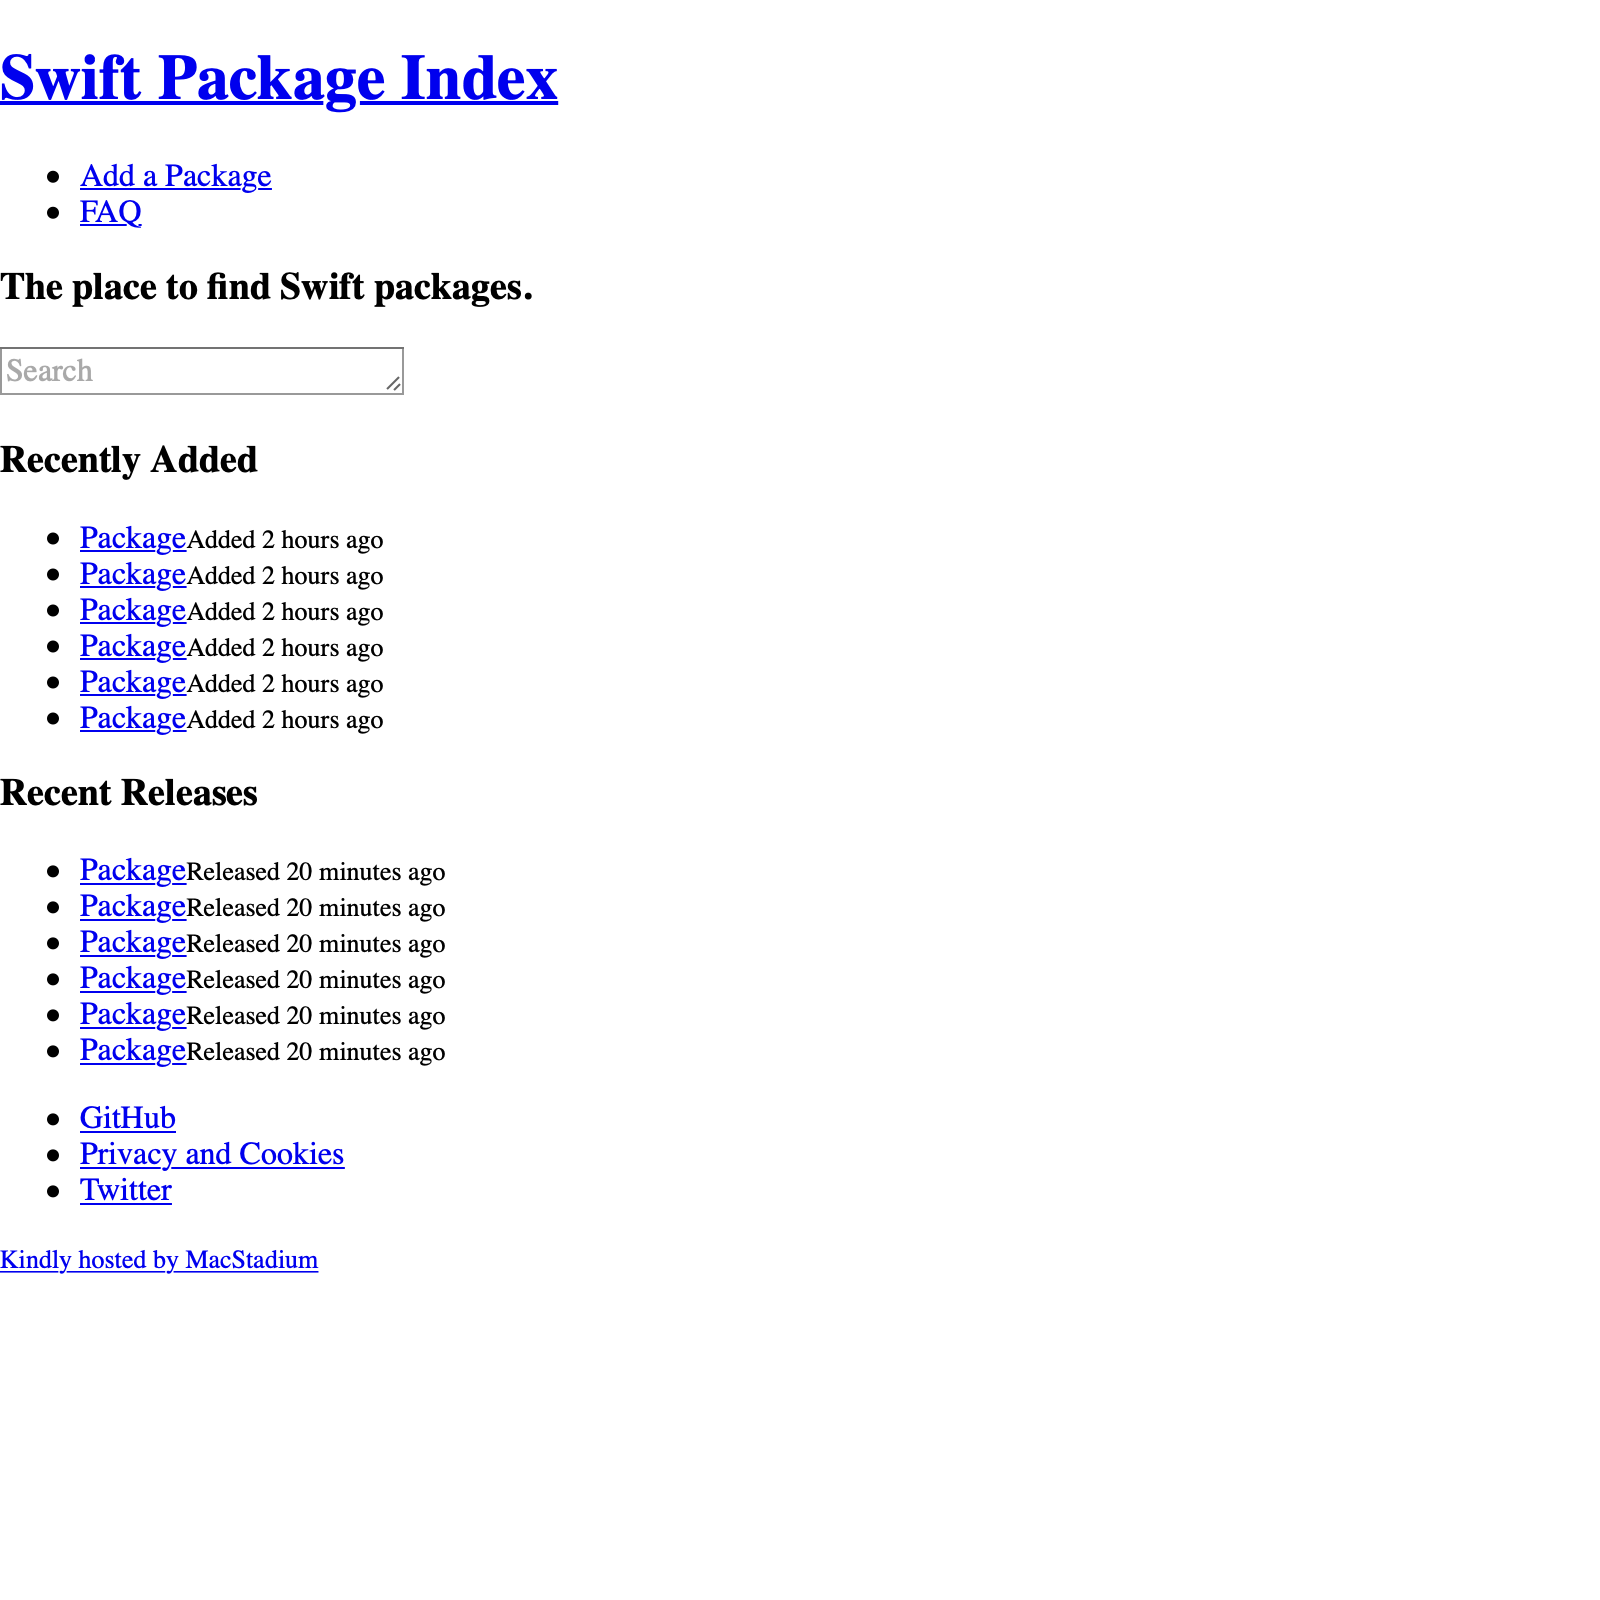 Swift Package Index
Add a Package
FAQ
The place to find Swift packages.
Search
Recently Added
PackageAdded 2 hours ago
PackageAdded 2 hours ago
PackageAdded 2 hours ago
PackageAdded 2 hours ago
PackageAdded 2 hours ago
PackageAdded 2 hours ago
Recent Releases
PackageReleased 20 minutes ago
PackageReleased 20 minutes ago
PackageReleased 20 minutes ago
PackageReleased 20 minutes ago
PackageReleased 20 minutes ago
PackageReleased 20 minutes ago
GitHub
Privacy and Cookies
Twitter
Kindly hosted by MacStadium